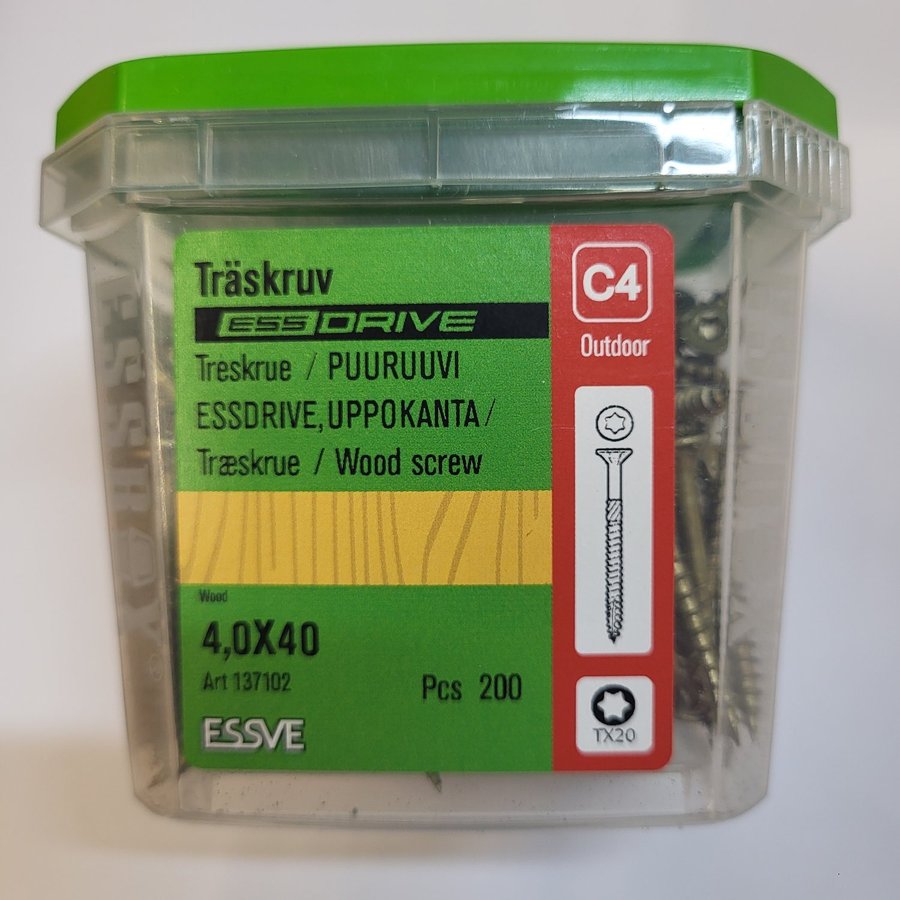 Träskruv
ESSDRIVE
Treskrue / PUURUUVI
ESSDRIVE,UPPOKANTA/
Træskrue / Wood screw
Wood
4,0X40
Art 137102
Pcs 200
ESSVE
C4
Outdoor
TX20